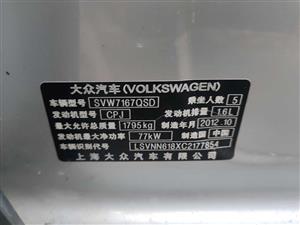 大众汽车(VOLKSWAGEN)
车辆型号 SVW7167QSD 乘坐人数 5
发动机型号 CPJ 发动机排量 1.6L
最大允许总质量 1795kg 制造年月 2012.10
发动机最大净功率 77kW 制造国 中国
车辆识别代号 LSVNN618XC2177854
上海大众汽车有限公司